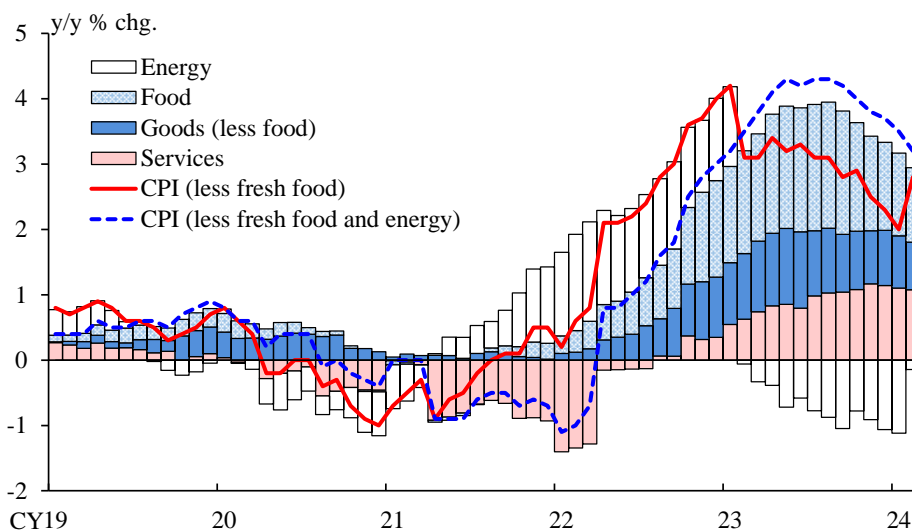 y/y % chg.
5
4
3
2
1
0
-1
-2
Energy
Food
Goods (less food)
Services
CPI (less fresh food)
CPI (less fresh food and energy)
CY19 20 21 22 23 24